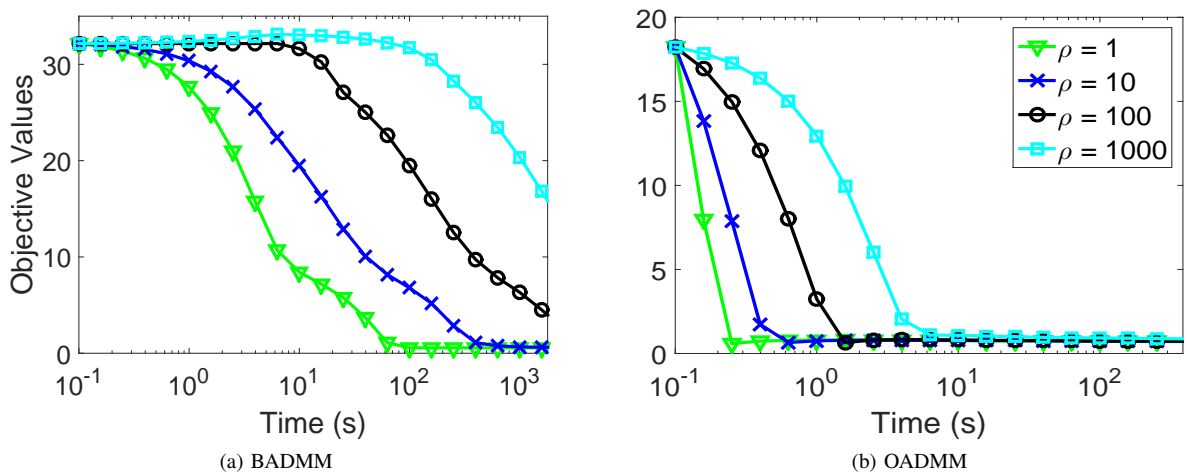 Objective Values
30
20
10
0
10^-1
10^0
10^1
10^2
10^3
Time (s)
(a) BADMM
20
15
10
5
0
10^-1
10^0
10^1
10^2
Time (s)
(b) OADMM
ρ = 1
ρ = 10
ρ = 100
ρ = 1000